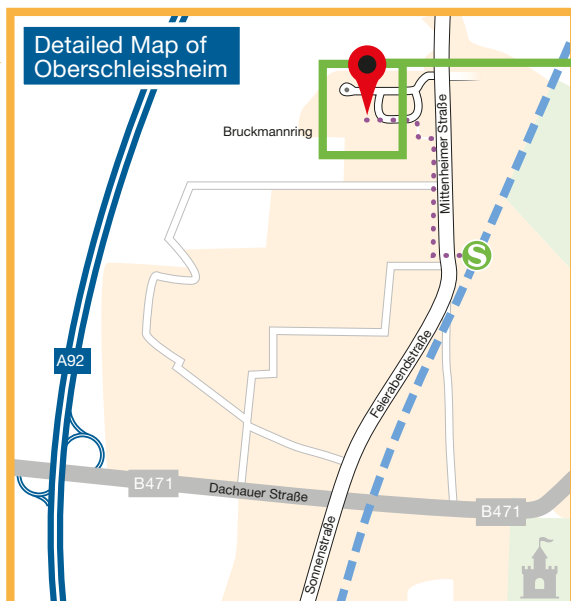 Detailed Map of
Oberschleissheim
Bruckmannring
Mittenheimer Straße
S
Feierabendstraße
A92
B471
Dachauer Straße
B471
Sonnenstraße